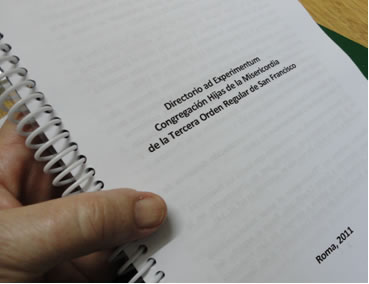 Directorio ad Experimentum
Congregación Hijas de la Misericordia
de la Tercera Orden Regular de San Francisco
Roma, 2011